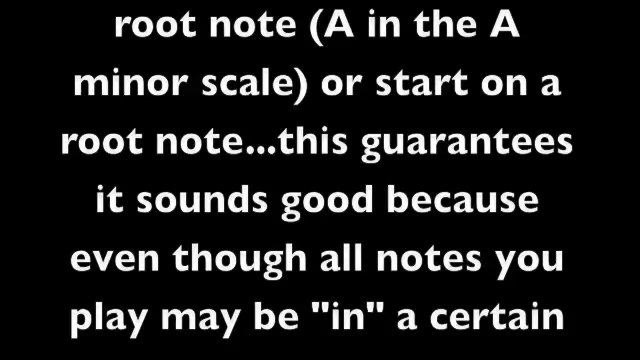 root note (A in the A
minor scale) or start on a
root note...this guarantees
it sounds good because
even though all notes you
play may be "in" a certain